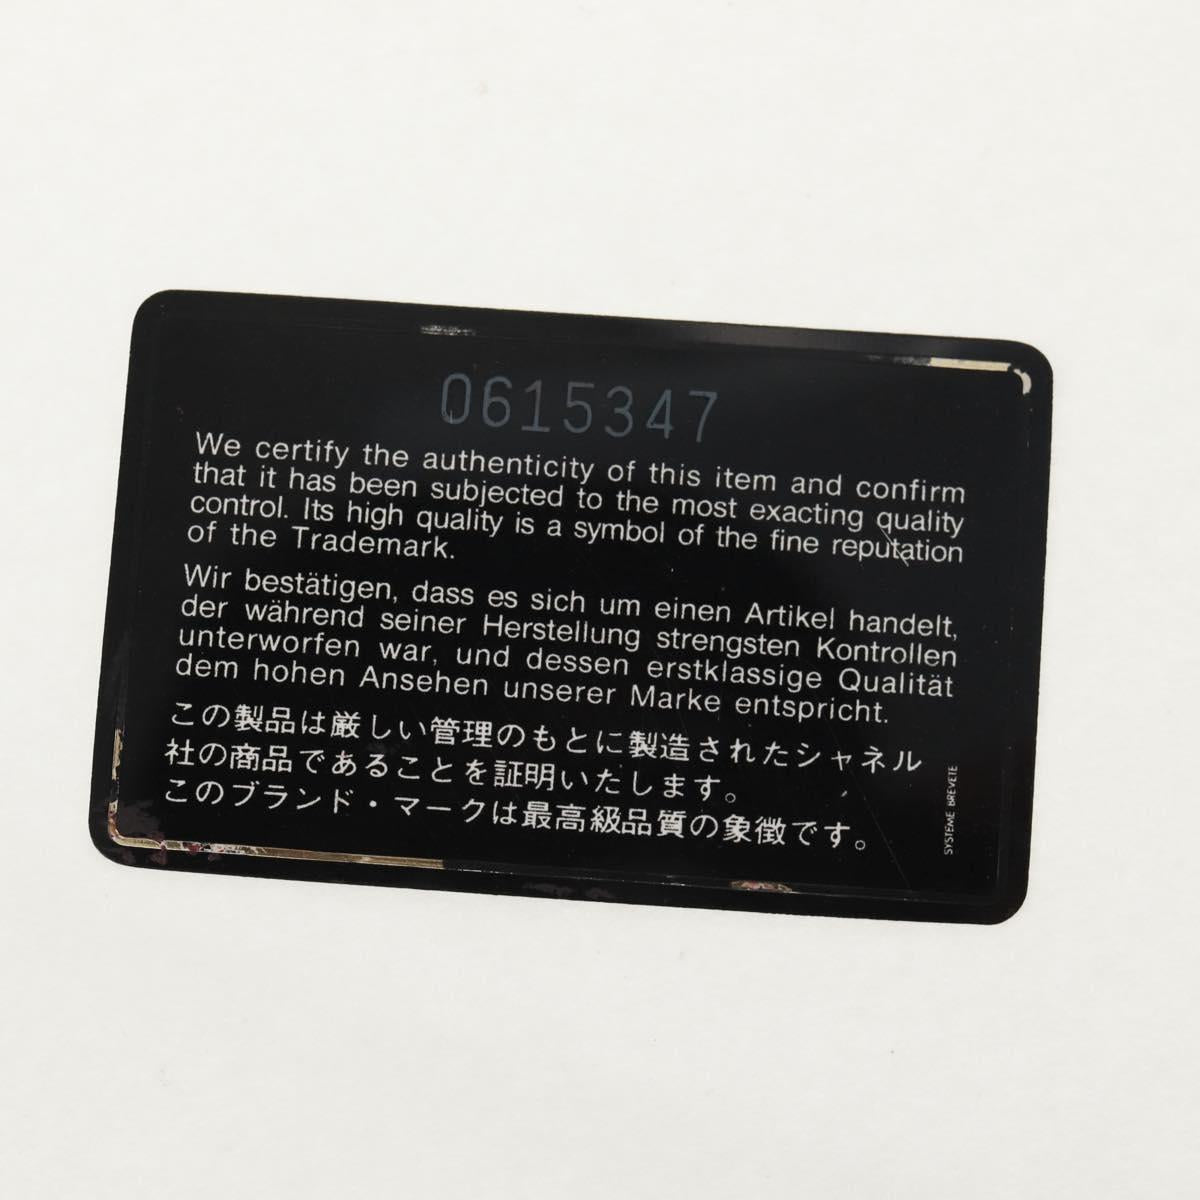 0615347
We certify the authenticity of this item and confirm
that it has been subjected to the most exacting quality
control. Its high quality is a symbol of the fine reputation
of the Trademark.
Wir bestätigen, dass es sich um einen Artikel handelt,
der während seiner Herstellung strengsten Kontrollen
unterworfen war, und dessen erstklassige Qualität
dem hohen Ansehen unserer Marke entspricht.
この製品は厳しい管理のもとに製造されたシャネル
社の商品であることを証明いたします。
このブランド・マークは最高級品質の象徴です。
SYSTEME BREVETE